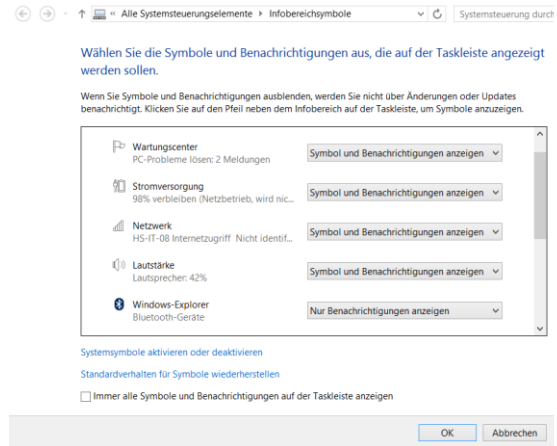 « Alle Systemsteuerungselemente Infobereichsymbole
Systemsteuerung durch
Wählen Sie die Symbole und Benachrichtigungen aus, die auf der Taskleiste angezeigt
werden sollen.
Wenn Sie Symbole und Benachrichtigungen ausblenden, werden Sie nicht über Änderungen oder Updates
benachrichtigt. Klicken Sie auf den Pfeil neben dem Infobereich auf der Taskleiste, um Symbole anzuzeigen.
Wartungscenter
PC-Probleme lösen: 2 Meldungen
Symbol und Benachrichtigungen anzeigen
Stromversorgung
98% verbleiben (Netzbetrieb, wird nic...
Symbol und Benachrichtigungen anzeigen
Netzwerk
HS-IT-08 Internetzugriff Nicht identif...
Symbol und Benachrichtigungen anzeigen
Lautstärke
Lautsprecher: 42%
Symbol und Benachrichtigungen anzeigen
Windows-Explorer
Bluetooth-Geräte
Nur Benachrichtigungen anzeigen
Systemsymbole aktivieren oder deaktivieren
Standardverhalten für Symbole wiederherstellen
Immer alle Symbole und Benachrichtigungen auf der Taskleiste anzeigen
OK
Abbrechen